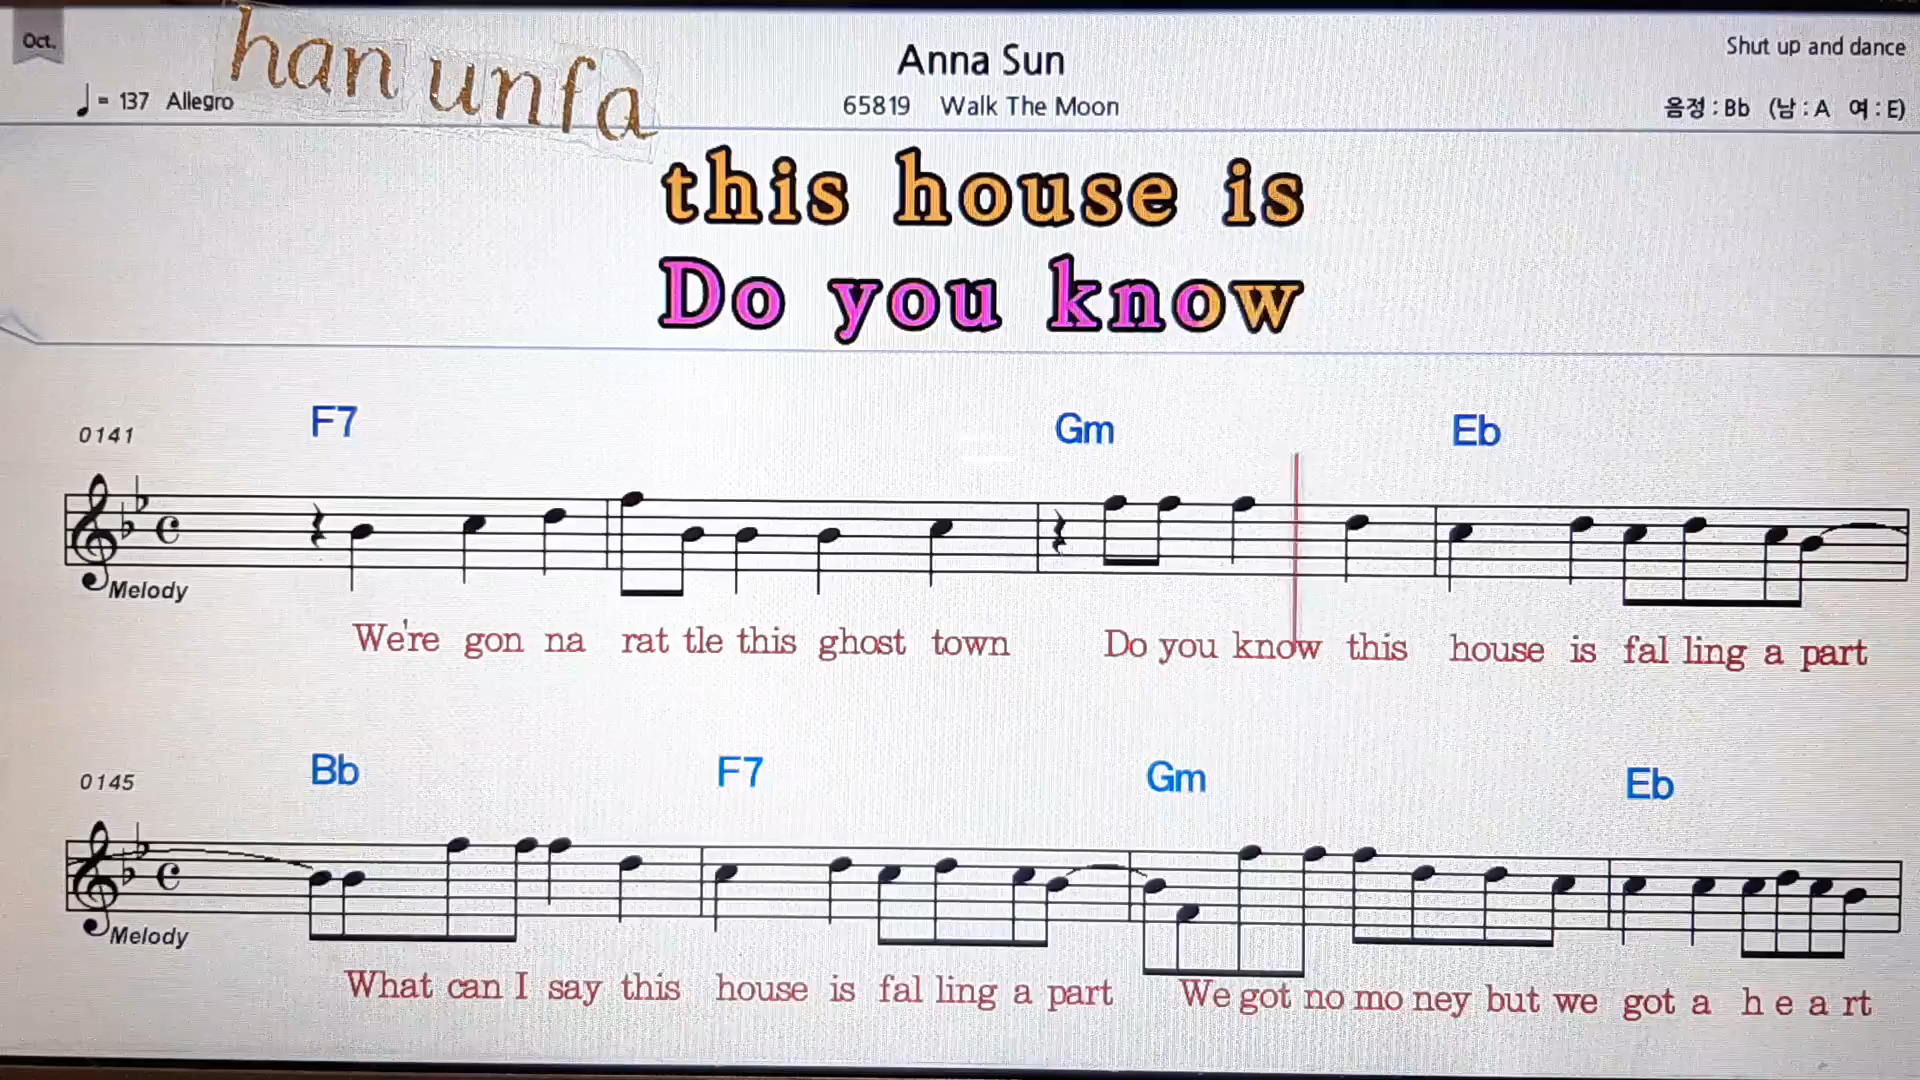 Oct.
han unfa
Anna Sun
Shut up and dance
♩= 137 Allegro
65819 Walk The Moon
음정 : Bb (남 : A 여 : E)
this house is
Do you know
0141 F7 Gm Eb
Melody
We're gon na rat tle this ghost town Do you know this house is fal ling a part
0145 Bb F7 Gm Eb
Melody
What can I say this house is fal ling a part We got no mo ney but we got a h e a rt